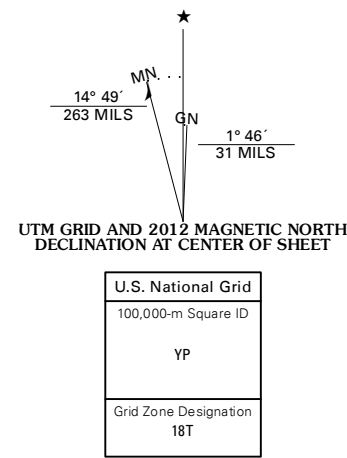 MN
14° 49´
263 MILS
GN
1° 46´
31 MILS
UTM GRID AND 2012 MAGNETIC NORTH
DECLINATION AT CENTER OF SHEET
U.S. National Grid
100,000-m Square ID
YP
Grid Zone Designation
18T